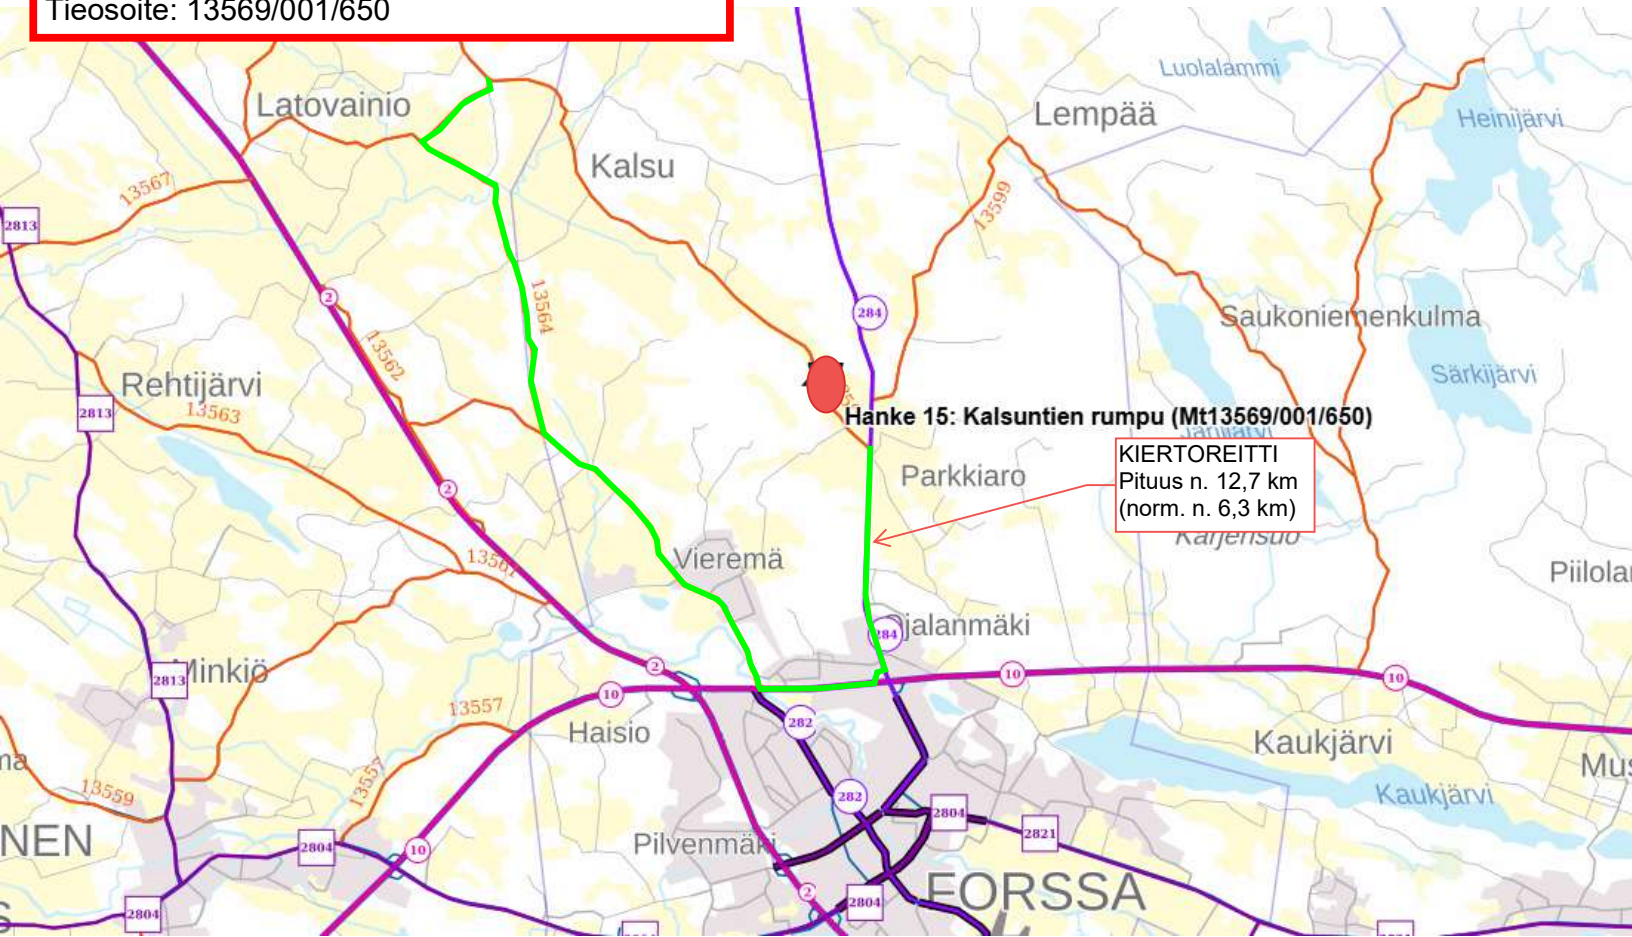 Tieosoite: 13569/001/650
Latovainio
Kalsu
Lempää
Luolalammi
Heinijärvi
13567
2813
13599
2
13564
284
Saukoniemenkulma
13562
Särkijärvi
Rehtijärvi
2813
13563
Hanke 15: Kalsuntien rumpu (Mt13569/001/650)
KIERTOREITTI
Pituus n. 12,7 km
(norm. n. 6,3 km)
Parkkiaro
2
Vieremä
13561
284
Minkiö
2813
2
10
10
10
13557
Haisio
282
Kaukjärvi
13557
13559
282
Kaukjärvi
2804
2821
NEN
2804
10
Pilvenmäki
2
2804
FORSSA
2804